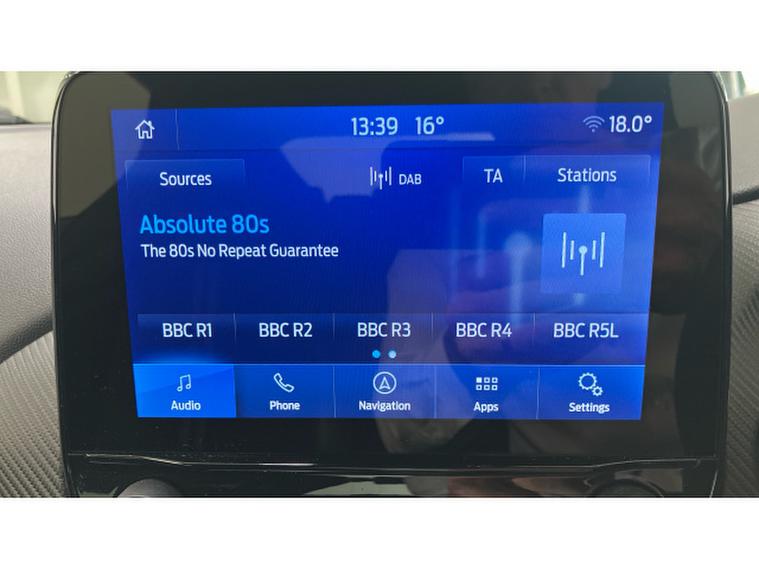 13:39 16° 18.0°
Sources DAB TA Stations
Absolute 80s
The 80s No Repeat Guarantee
BBC R1 BBC R2 BBC R3 BBC R4 BBC R5L
Audio Phone Navigation Apps Settings